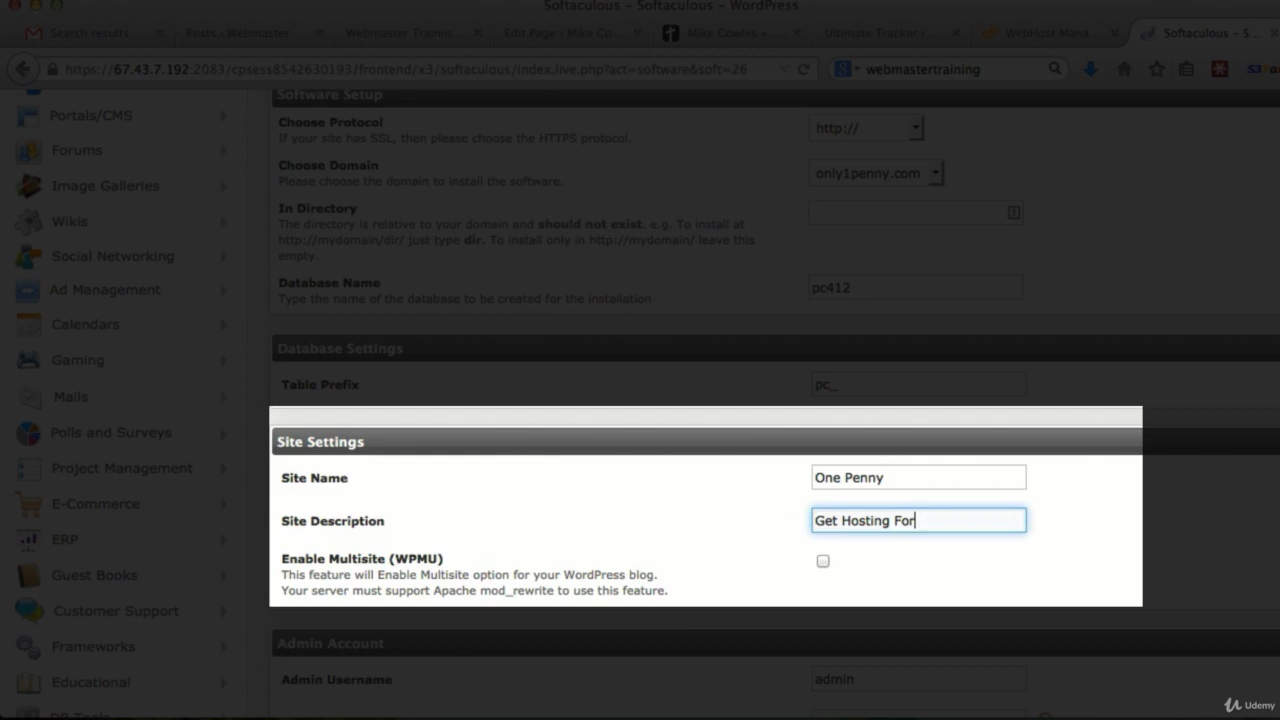 Softaculous - Softaculous - WordPress
Search results
Posts ‹ Webmaster
Webmaster Trainin...
Edit Page ‹ Mike Co...
Mike Cowles «
Ultimate Tracker ‹
WebHost Mana...
Softaculous - S...
https://67.43.7.192:2083/cpsess8542630193/frontend/x3/softaculous/index.live.php?act=software&soft=26
webmastertraining
Portals/CMS
Forums
Image Galleries
Wikis
Social Networking
Ad Management
Calendars
Gaming
Mails
Polls and Surveys
Project Management
E-Commerce
ERP
Guest Books
Customer Support
Frameworks
Educational
DB Tools
Software Setup
Choose Protocol
If your site has SSL, then please choose the HTTPS protocol.
http://
Choose Domain
Please choose the domain to install the software.
only1penny.com
In Directory
The directory is relative to your domain and should not exist. e.g. To install at
http://mydomain/dir/ just type dir. To install only in http://mydomain/ leave this
empty.
Database Name
Type the name of the database to be created for the installation
pc412
Database Settings
Table Prefix
pc_
Site Settings
Site Name
One Penny
Site Description
Get Hosting For
Enable Multisite (WPMU)
This feature will Enable Multisite option for your WordPress blog.
Your server must support Apache mod_rewrite to use this feature.
Admin Account
Admin Username
admin
Udemy